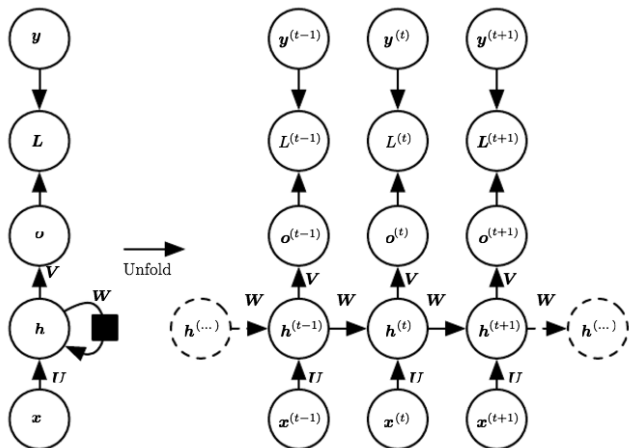 y y^(t−1) y^(t) y^(t+1)
L L^(t−1) L^(t) L^(t+1)
o o^(t−1) o^(t) o^(t+1)
Unfold
V V V V
W W W W W
h h^(...) h^(t−1) h^(t) h^(t+1) h^(...)
U U U U
x x^(t−1) x^(t) x^(t+1)